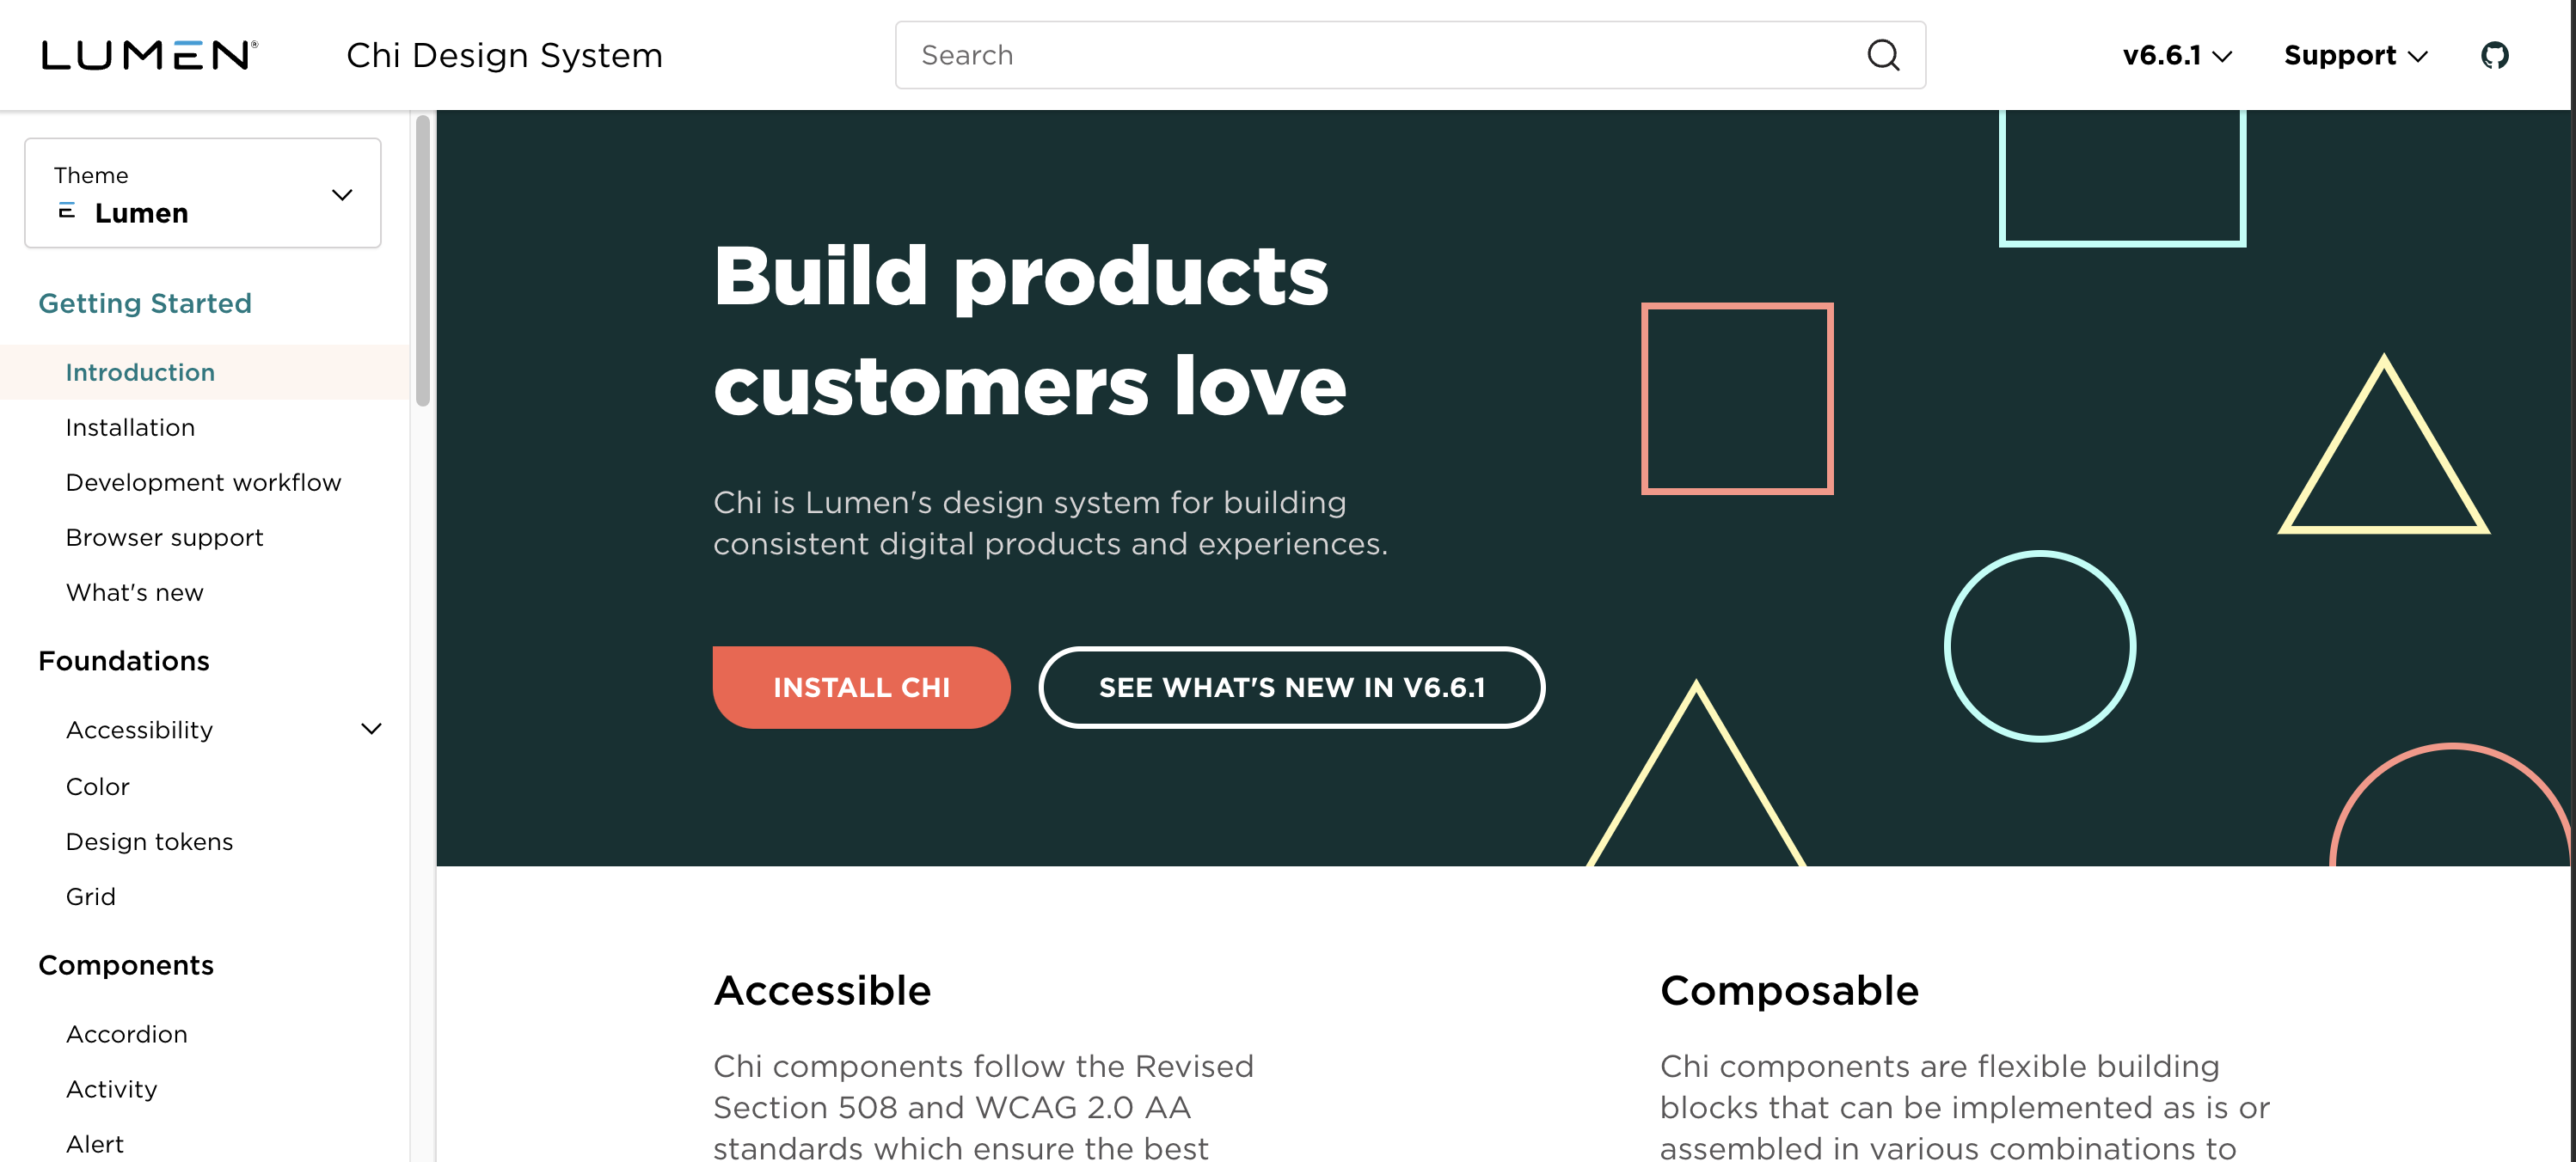 LUMEN®
Chi Design System
Search
v6.6.1
Support
Theme
Lumen
Getting Started
Introduction
Installation
Development workflow
Browser support
What's new
Foundations
Accessibility
Color
Design tokens
Grid
Components
Accordion
Activity
Alert
Build products
customers love
Chi is Lumen's design system for building
consistent digital products and experiences.
INSTALL CHI
SEE WHAT'S NEW IN V6.6.1
Accessible
Chi components follow the Revised
Section 508 and WCAG 2.0 AA
standards which ensure the best
Composable
Chi components are flexible building
blocks that can be implemented as is or
assembled in various combinations to